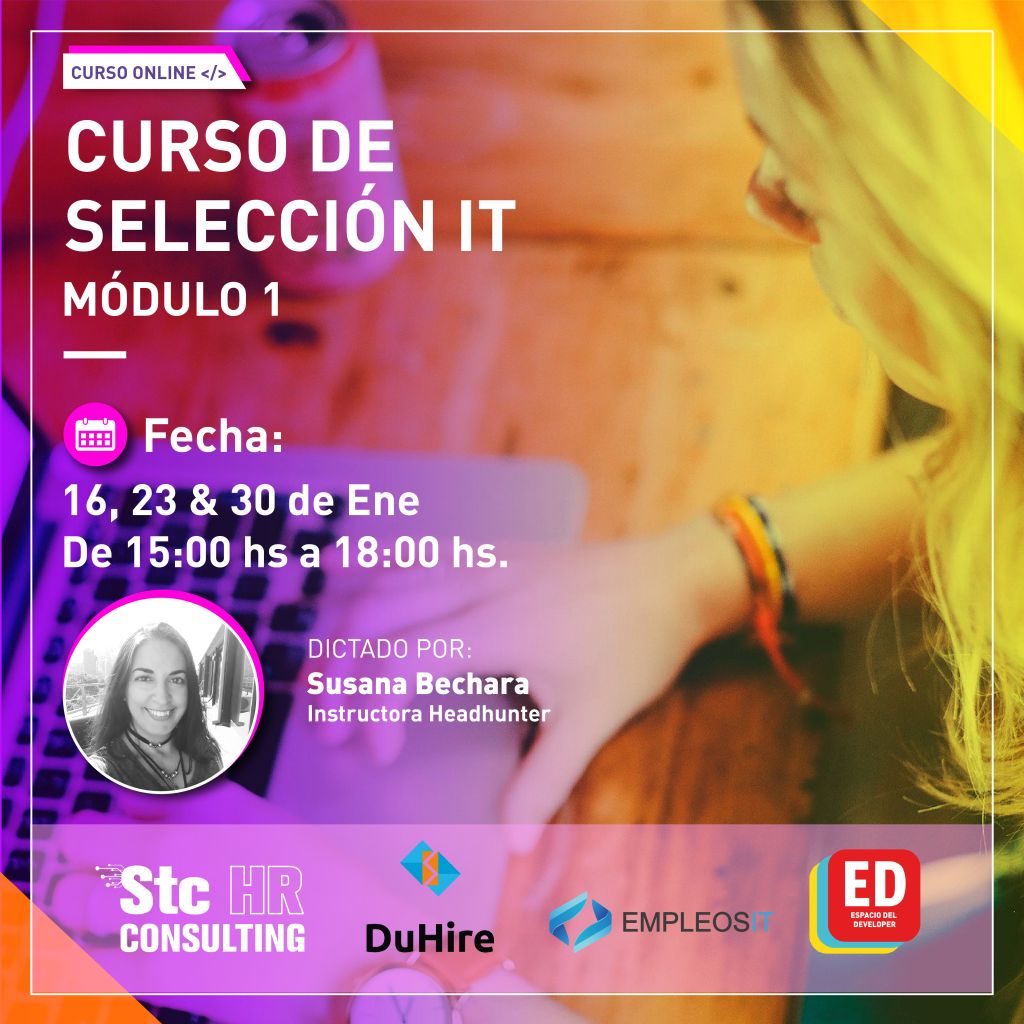 CURSO ONLINE </>
CURSO DE
SELECCIÓN IT
MÓDULO 1
Fecha:
16, 23 & 30 de Ene
De 15:00 hs a 18:00 hs.
DICTADO POR:
Susana Bechara
Instructora Headhunter
Stc HR
CONSULTING
DuHire
EMPLEOSIT
ED
ESPACIO DEL
DEVELOPER